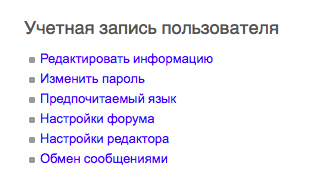 Учетная запись пользователя
Редактировать информацию
Изменить пароль
Предпочитаемый язык
Настройки форума
Настройки редактора
Обмен сообщениями